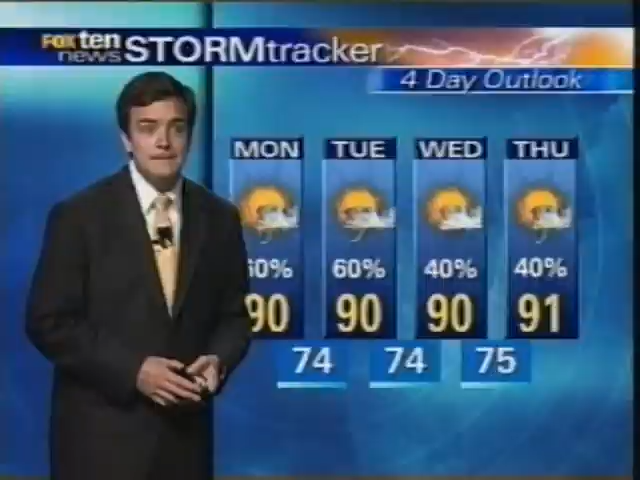 FOX ten
news STORMtracker
4 Day Outlook
MON TUE WED THU
60% 40% 40%
90 90 90 91
74 74 75